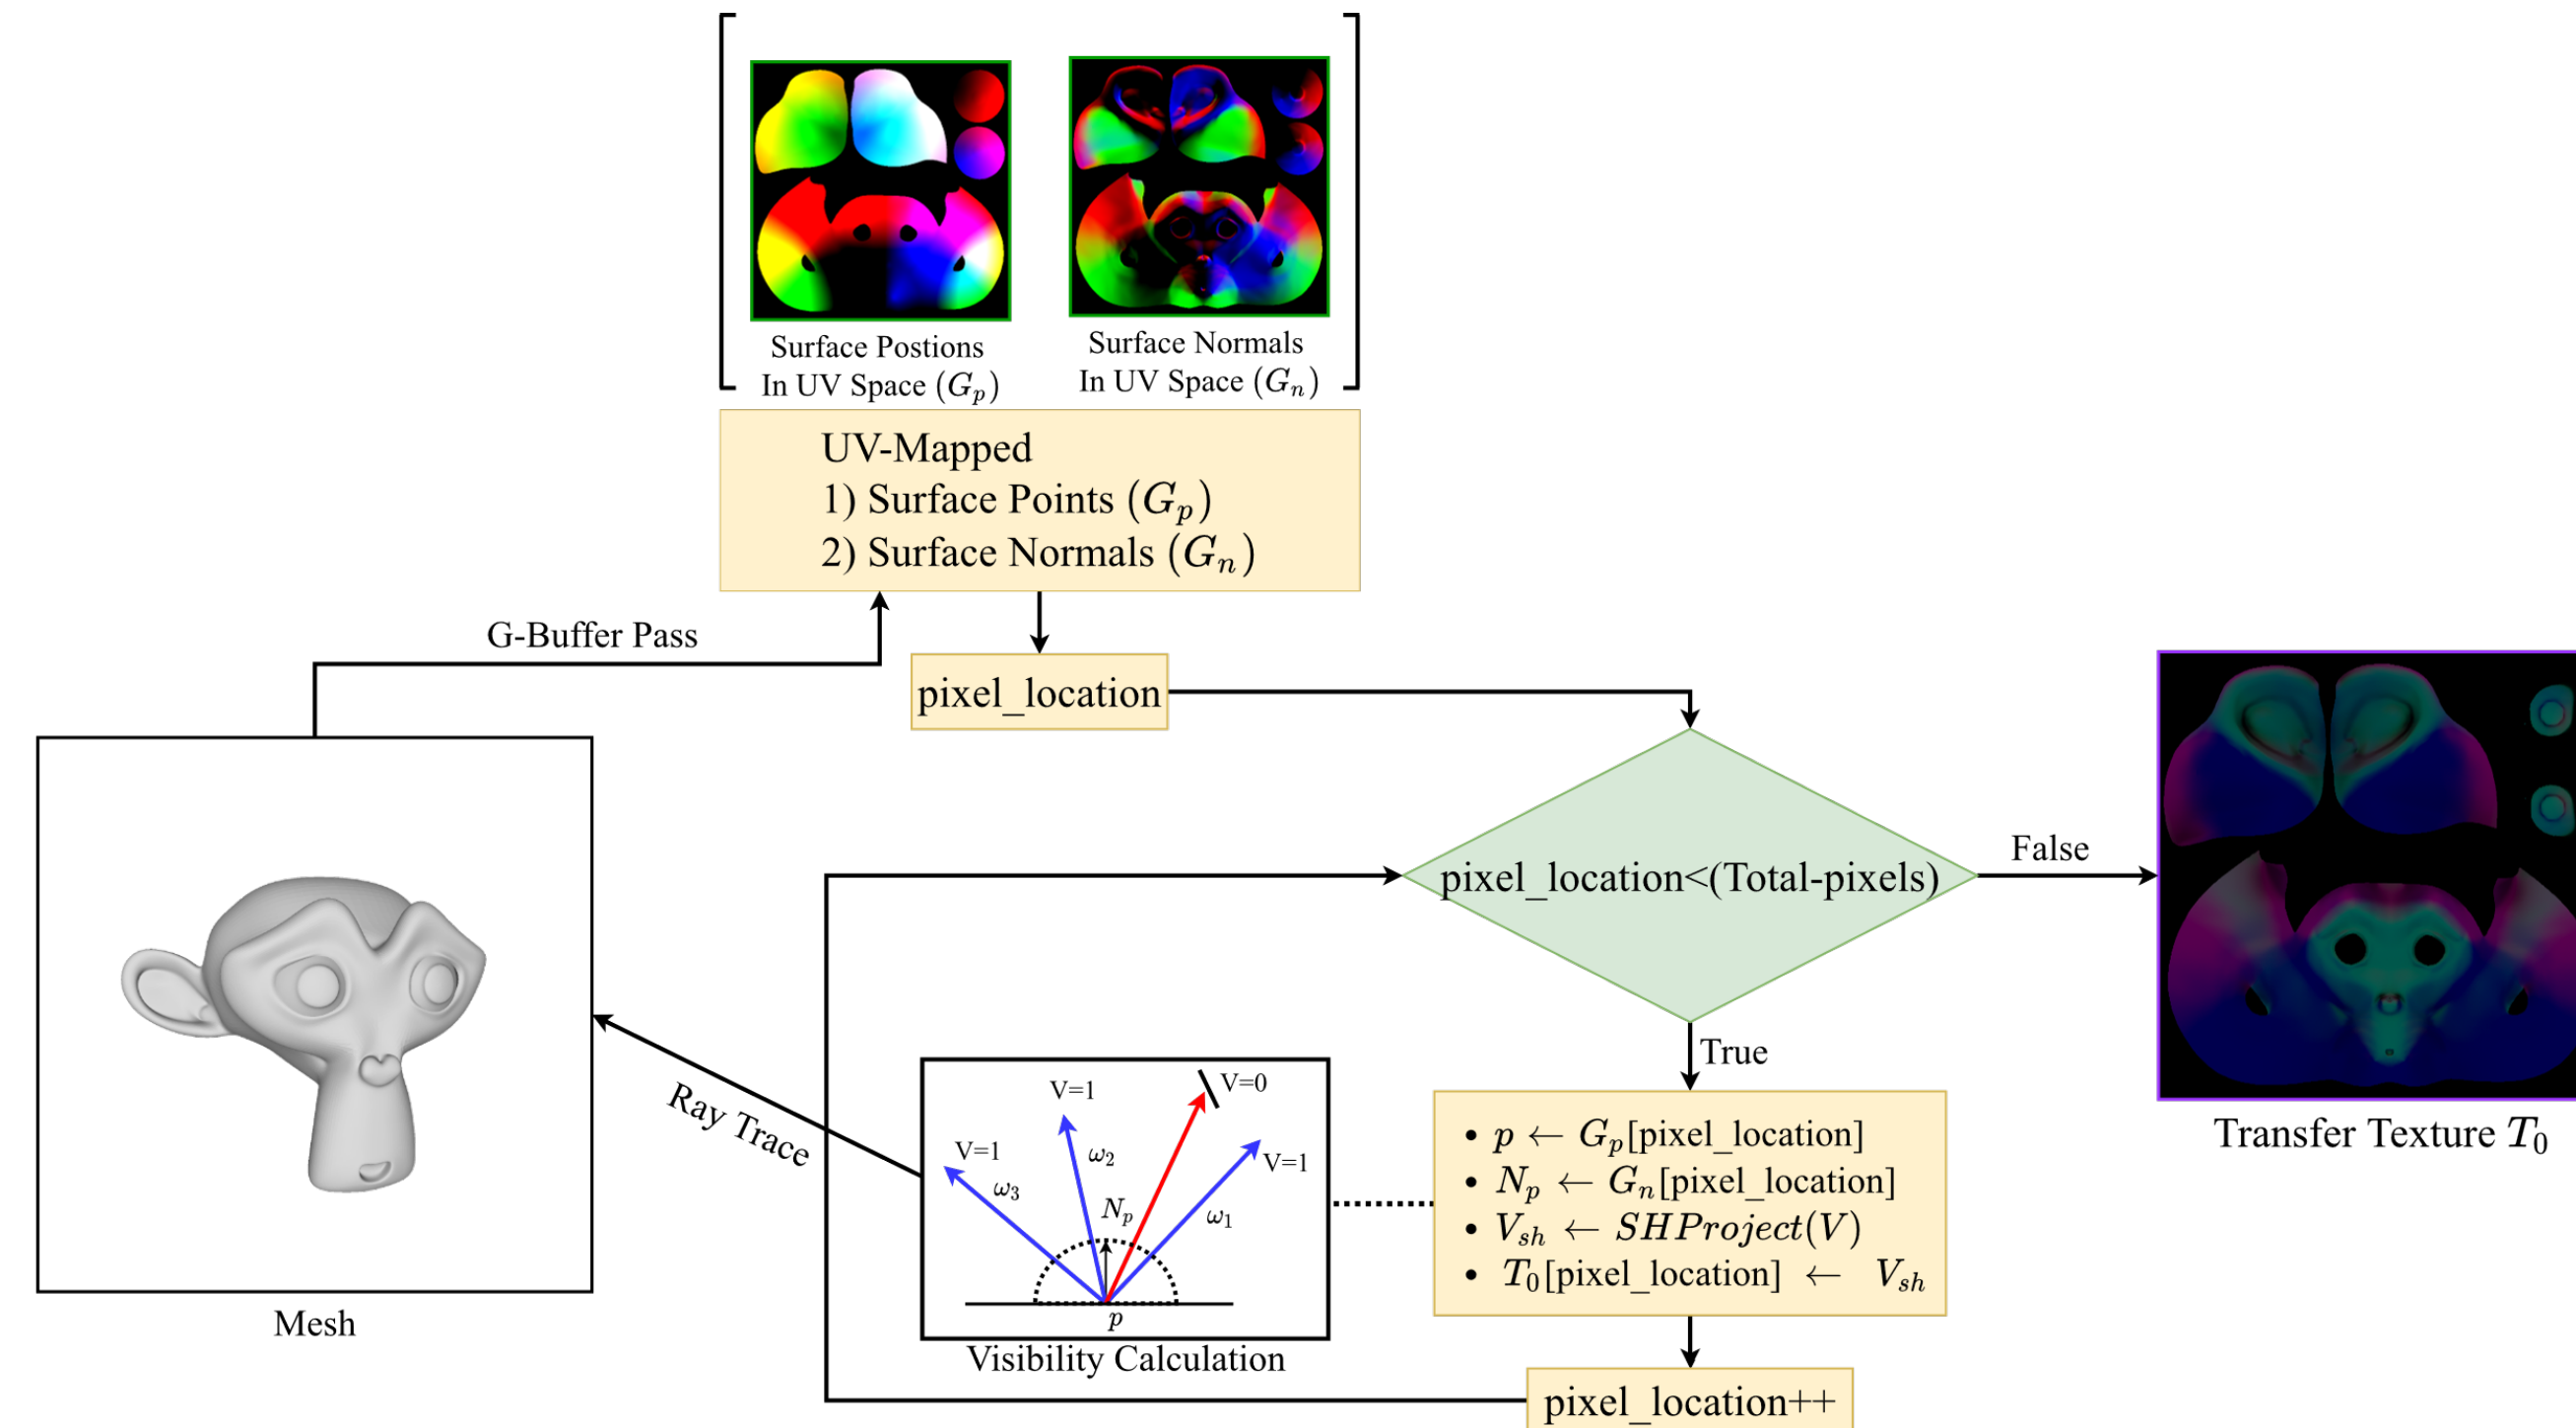 Surface Postions
In UV Space (G_p)
Surface Normals
In UV Space (G_n)
UV-Mapped
1) Surface Points (G_p)
2) Surface Normals (G_n)
G-Buffer Pass
pixel_location
pixel_location<(Total-pixels)
False
True
Mesh
Ray Trace
V=1
V=1
V=0
V=1
ω_3
ω_2
N_p
ω_1
p
Visibility Calculation
• p ← G_p[pixel_location]
• N_p ← G_n[pixel_location]
• V_sh ← SHProject(V)
• T_0[pixel_location] ← V_sh
pixel_location++
Transfer Texture T_0